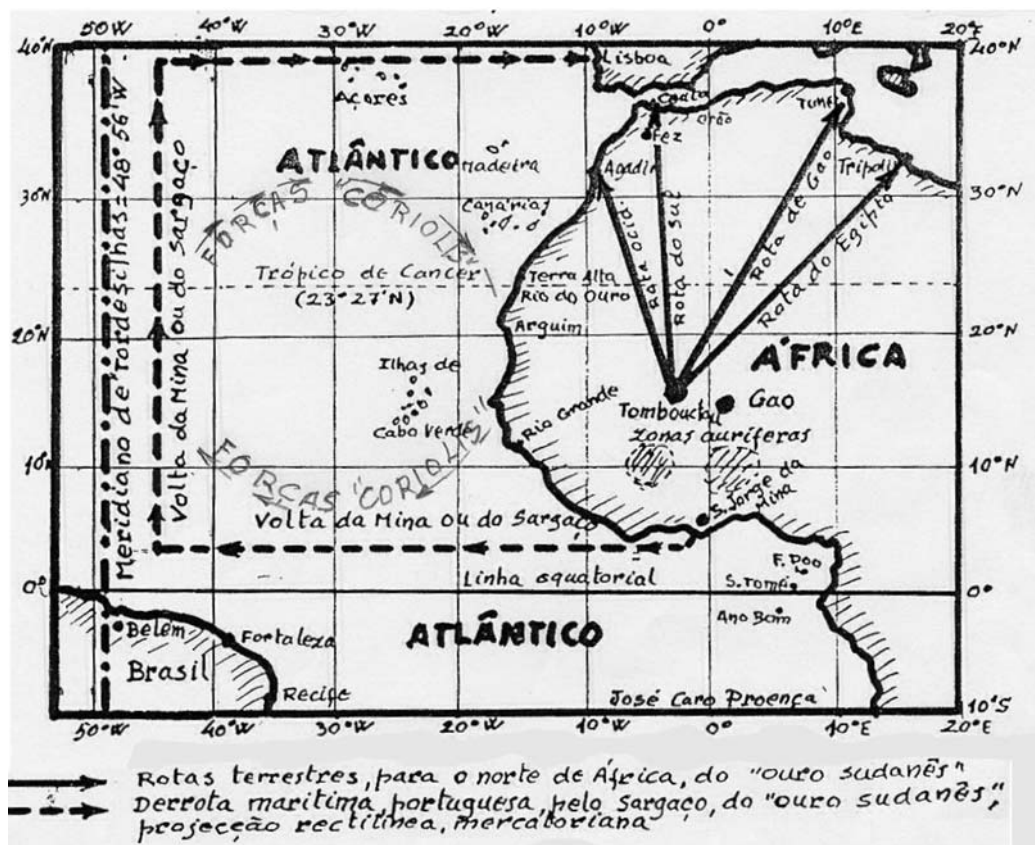 50°W 40°W 30°W 20°W 10°W 0° 10°E 20°E
40°N 40°N
Lisboa
Açores
Ceuta
Orão
Tunes
Fez
ATLÂNTICO
Madeira
Agadir
Tripoli
30°N 30°N
FORÇAS "CORIOLIS"
Canárias
Meridiano de Tordesilhas=48°56'W
Volta da Mina ou do Sargaço
Rota ocid.
Rota do sul
Rota de Gao
Rota do Egipto
Trópico de Cancer
(23°27'N)
Terra Alta
Rio do Ouro
20°N 20°N
Arguim
ÁFRICA
Ilhas de
Cabo Verde
Tombouctou
Gao
Rio Grande
Zonas auríferas
10°N 10°N
FORÇAS "CORIOLIS"
S. Jorge da
Mina
Volta da Mina ou do Sargaço
F. Poo
Linha equatorial
S. Tomé
0° 0°
Ano Bom
Belém
Fortaleza
ATLÂNTICO
Brasil
Recife
José Caro Proença
10°S
50°W 40°W 30°W 20°W 10°W 0° 10°E 20°E
Rotas terrestres, para o norte de África, do "ouro sudanês"
Derrota marítima, portuguesa, pelo Sargaço, do "ouro sudanês",
projecção rectilínea, mercatoriana